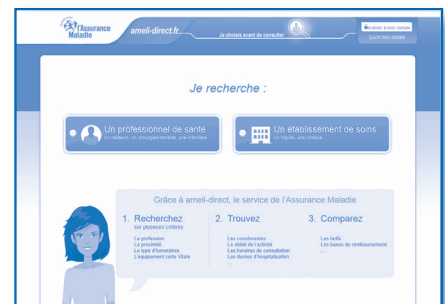 l'Assurance
Maladie
ameli-direct.fr
Je choisis avant de consulter
Accéder à mon compte
Je recherche :
Un professionnel de santé
Un médecin, un chirurgien-dentiste, une infirmière
Un établissement de soins
Un hôpital, une clinique
Grâce à ameli-direct, le service de l'Assurance Maladie
1. Recherchez
sur plusieurs critères
La profession
La proximité
Le type d'honoraires
L'équipement carte Vitale
...
2. Trouvez
Les coordonnées
Le détail de l'activité
Les horaires de consultation
Les durées d'hospitalisation
...
3. Comparez
Les tarifs
Les bases de remboursement
...